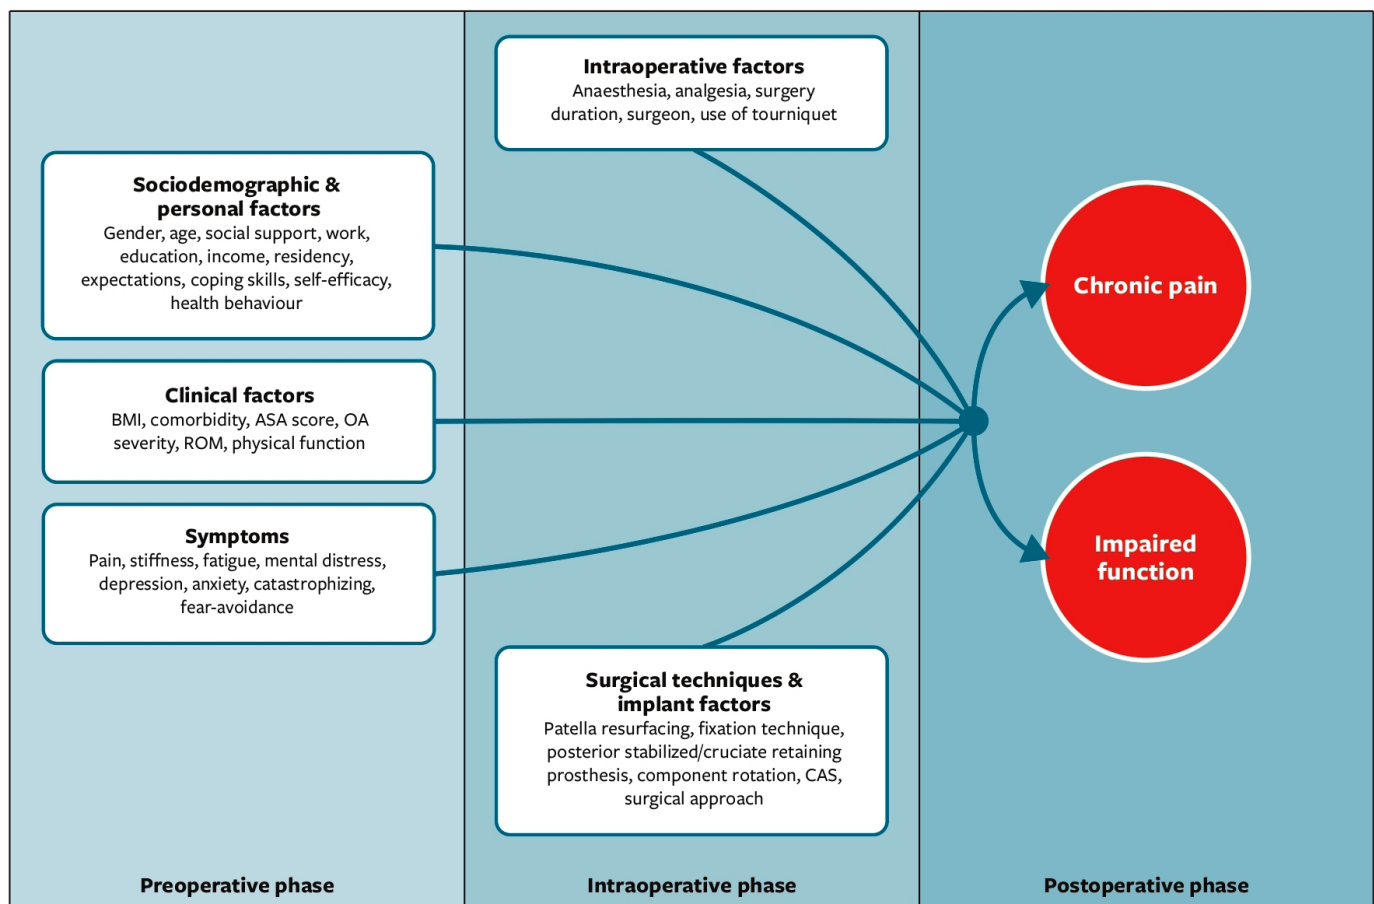 Intraoperative factors
Anaesthesia, analgesia, surgery
duration, surgeon, use of tourniquet
Sociodemographic &
personal factors
Gender, age, social support, work,
education, income, residency,
expectations, coping skills, self-efficacy,
health behaviour
Clinical factors
BMI, comorbidity, ASA score, OA
severity, ROM, physical function
Symptoms
Pain, stiffness, fatigue, mental distress,
depression, anxiety, catastrophizing,
fear-avoidance
Surgical techniques &
implant factors
Patella resurfacing, fixation technique,
posterior stabilized/cruciate retaining
prosthesis, component rotation, CAS,
surgical approach
Chronic pain
Impaired
function
Preoperative phase
Intraoperative phase
Postoperative phase